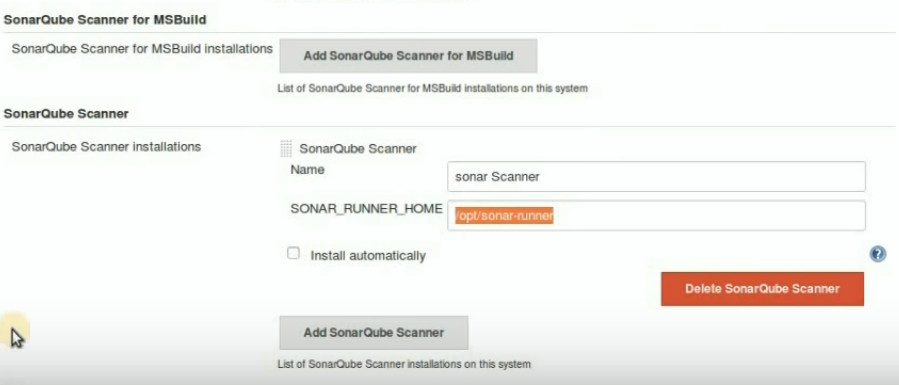 SonarQube Scanner for MSBuild
SonarQube Scanner for MSBuild installations
Add SonarQube Scanner for MSBuild
List of SonarQube Scanner for MSBuild installations on this system
SonarQube Scanner
SonarQube Scanner installations
SonarQube Scanner
Name
sonar Scanner
SONAR_RUNNER_HOME
/opt/sonar-runner
Install automatically
Delete SonarQube Scanner
Add SonarQube Scanner
List of SonarQube Scanner installations on this system